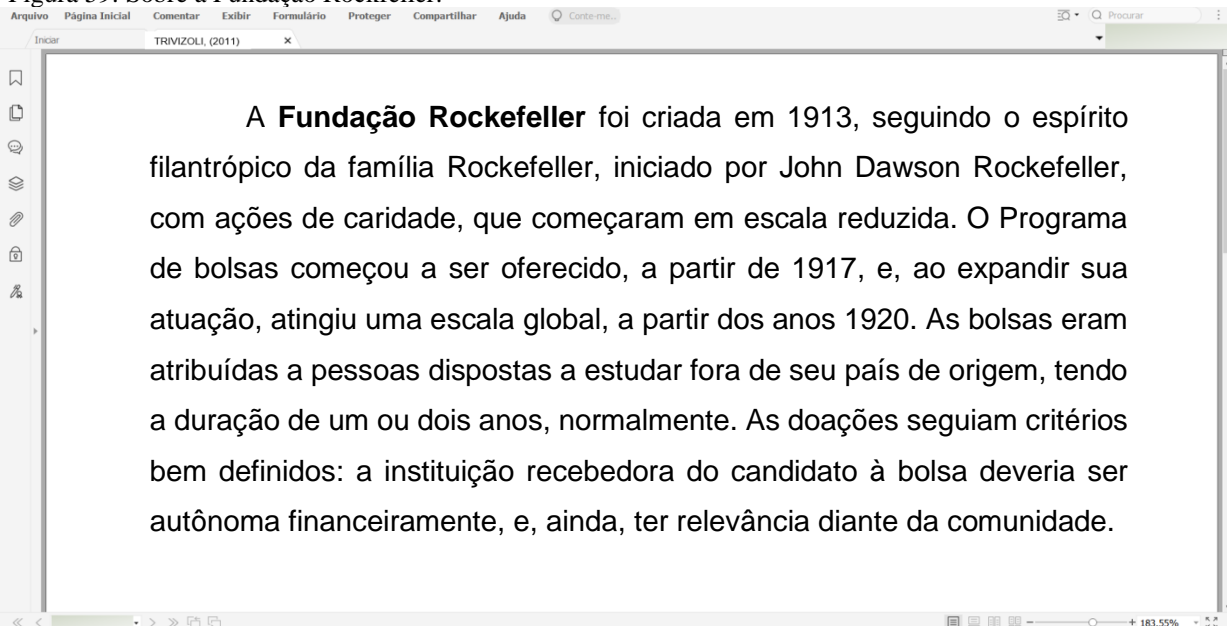 Figura 39: Sobre a Fundação Rockfeller.
Arquivo Página Inicial Comentar Exibir Formulário Proteger Compartilhar Ajuda Conte-me... Procurar
Iniciar TRIVIZOLI, (2011) ×
A Fundação Rockefeller foi criada em 1913, seguindo o espírito
filantrópico da família Rockefeller, iniciado por John Dawson Rockefeller,
com ações de caridade, que começaram em escala reduzida. O Programa
de bolsas começou a ser oferecido, a partir de 1917, e, ao expandir sua
atuação, atingiu uma escala global, a partir dos anos 1920. As bolsas eram
atribuídas a pessoas dispostas a estudar fora de seu país de origem, tendo
a duração de um ou dois anos, normalmente. As doações seguiam critérios
bem definidos: a instituição recebedora do candidato à bolsa deveria ser
autônoma financeiramente, e, ainda, ter relevância diante da comunidade.
183.55%